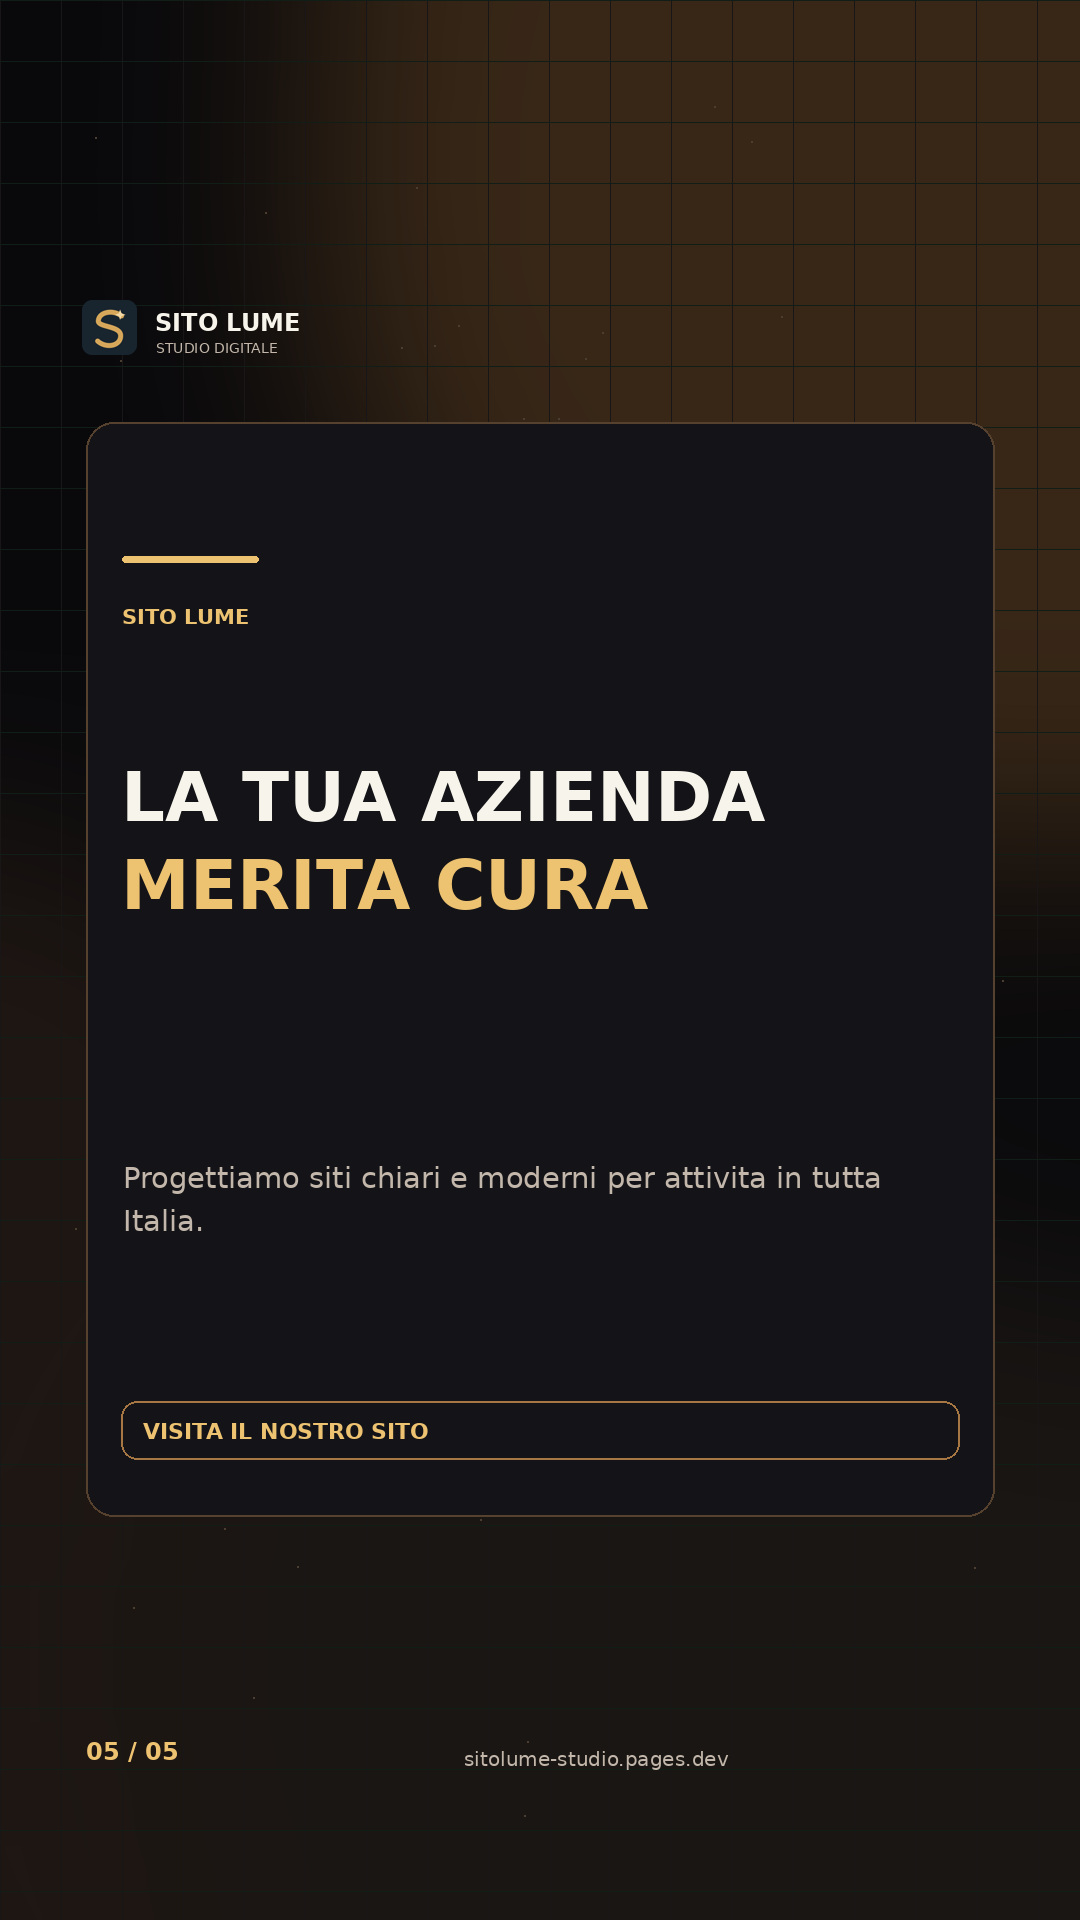 SITO LUME
STUDIO DIGITALE
SITO LUME
LA TUA AZIENDA
MERITA CURA
Progettiamo siti chiari e moderni per attivita in tutta
Italia.
VISITA IL NOSTRO SITO
05 / 05
sitolume-studio.pages.dev